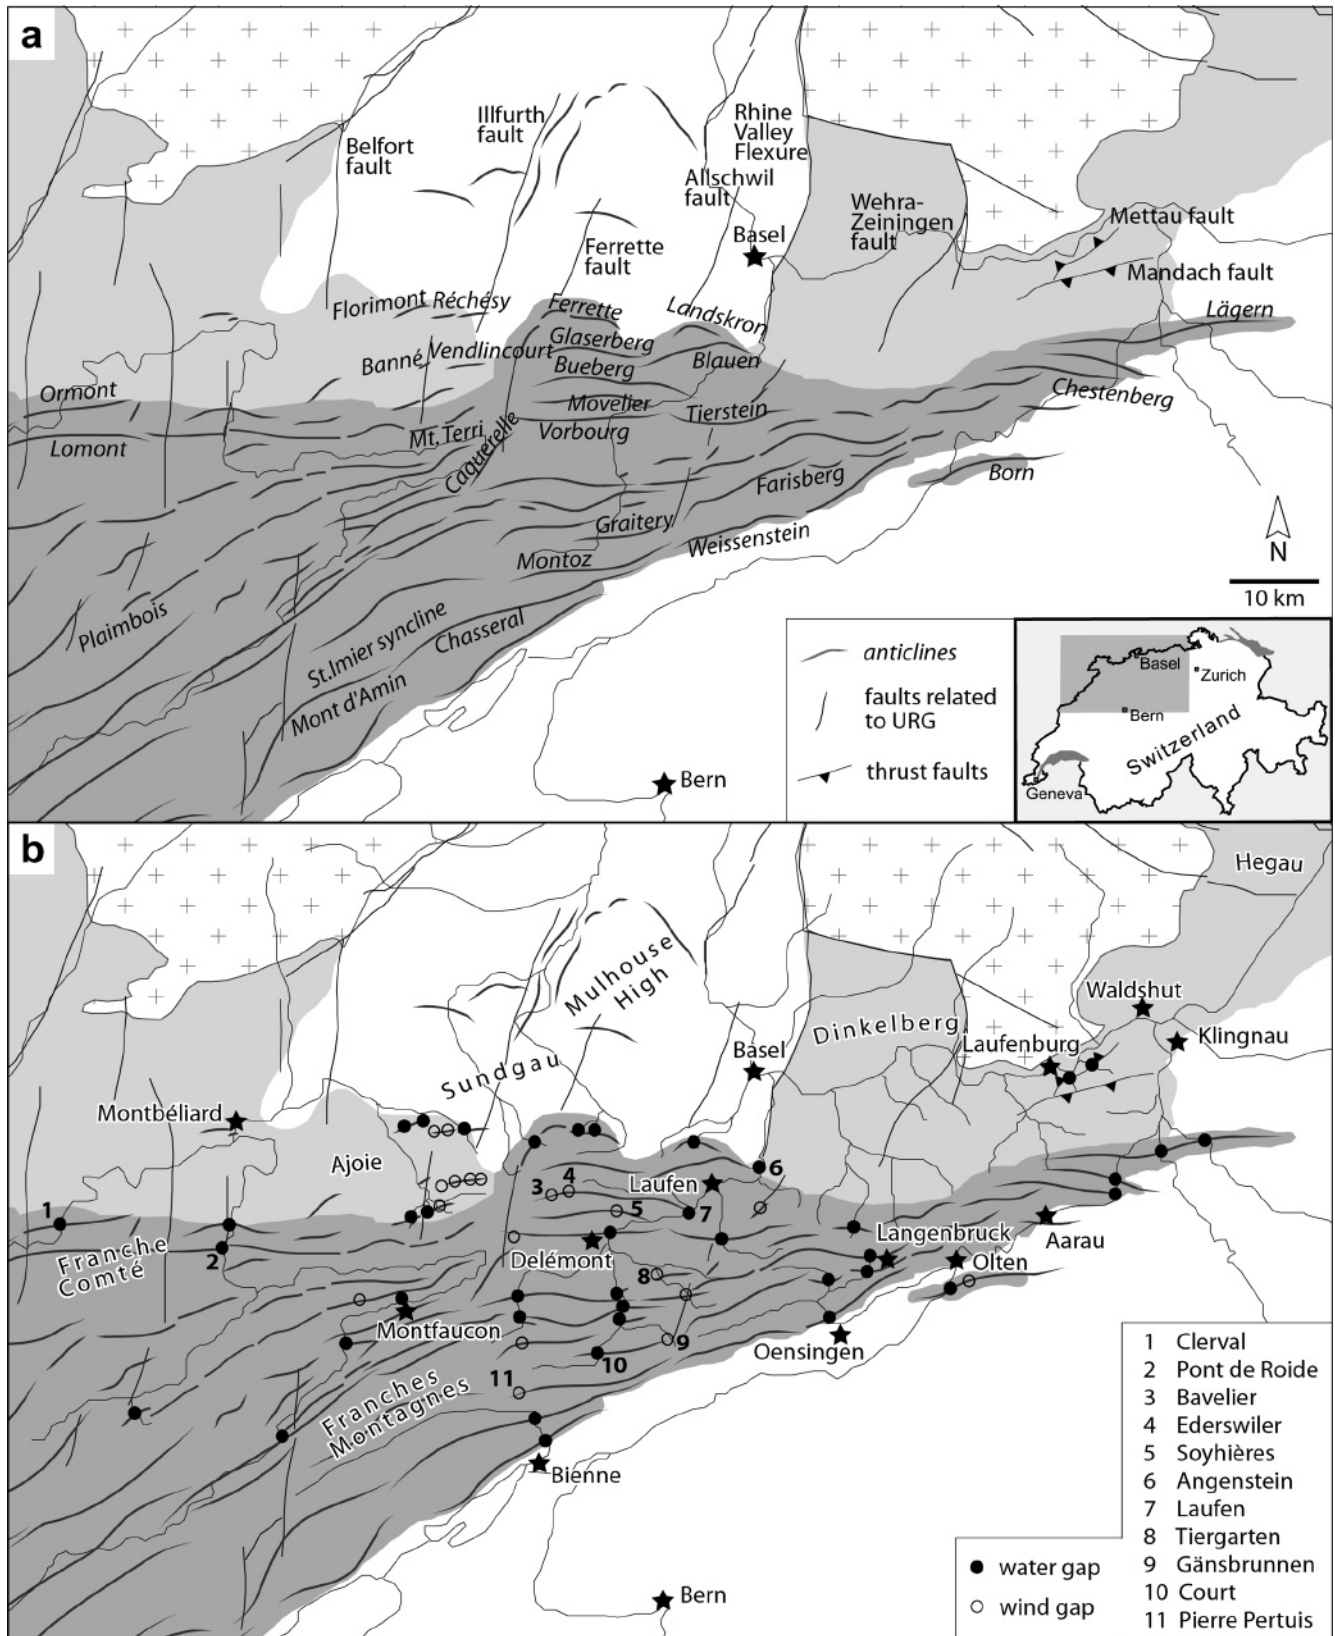 a
Illfurth
fault
Belfort
fault
Rhine
Valley
Flexure
Allschwil
fault
Wehra-
Zeiningen
fault
Mettau fault
Basel
Ferrette
fault
Mandach fault
Florimont
Réchésy
Ferrette
Landskron
Lägern
Glaserberg
Banné
Vendlincourt
Bueberg
Blauen
Ormont
Chestenberg
Movelier
Tierstein
Mt. Terri
Vorbourg
Lomont
Caquerelle
Farisberg
Born
Graitery
Weissenstein
Montoz
N
10 km
Plaimbois
St.Imier syncline
Chasseral
Mont d'Amin
Bern
anticlines
faults related
to URG
thrust faults
Basel
Zurich
Bern
Switzerland
Geneva
b
Hegau
Mulhouse
High
Waldshut
Dinkelberg
Laufenburg
Klingnau
Basel
Sundgau
Montbéliard
Ajoie
6
4
3
Laufen
1
5
7
Langenbruck
Aarau
2
Franche
Comté
Delémont
Olten
8
Montfaucon
9
Oensingen
10
11
Franches
Montagnes
Bienne
Bern
water gap
wind gap
1 Clerval
2 Pont de Roide
3 Bavelier
4 Ederswiler
5 Soyhières
6 Angenstein
7 Laufen
8 Tiergarten
9 Gänsbrunnen
10 Court
11 Pierre Pertuis